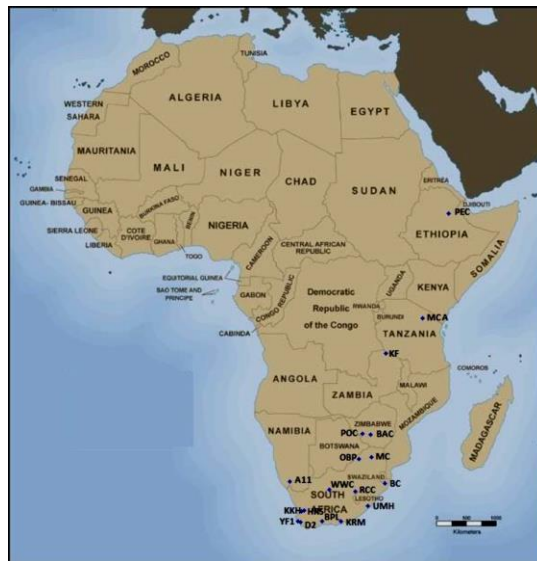 TUNISIA
MOROCCO
ALGERIA
LIBYA
EGYPT
WESTERN
SAHARA
MAURITANIA
MALI
NIGER
CHAD
SUDAN
ERITREA
SENEGAL
GAMBIA
GUINEA- BISSAU
GUINEA
BURKINA FASO
BENIN
NIGERIA
DJIBOUTI
PEC
ETHIOPIA
SOMALIA
SIERRA LEONE
LIBERIA
COTE
D'IVOIRE
GHANA
TOGO
CAMEROON
CENTRAL AFRICAN
REPUBLIC
EQUITORIAL GUINEA
SAO TOME AND
PRINCIPE
GABON
CONGO REPUBLIC
CABINDA
Democratic
Republic
of the Congo
UGANDA
KENYA
RWANDA
BURUNDI
MCA
TANZANIA
KF
COMOROS
ANGOLA
ZAMBIA
MALAWI
MOZAMBIQUE
MADAGASCAR
NAMIBIA
ZIMBABWE
POC
BAC
BOTSWANA
OBP
MC
A11
WWC
SWAZILAND
BC
RCC
SOUTH
AFRICA
LESOTHO
UMH
KKH
YF1
D2
BPL
KRM
0
1000
Kilometers